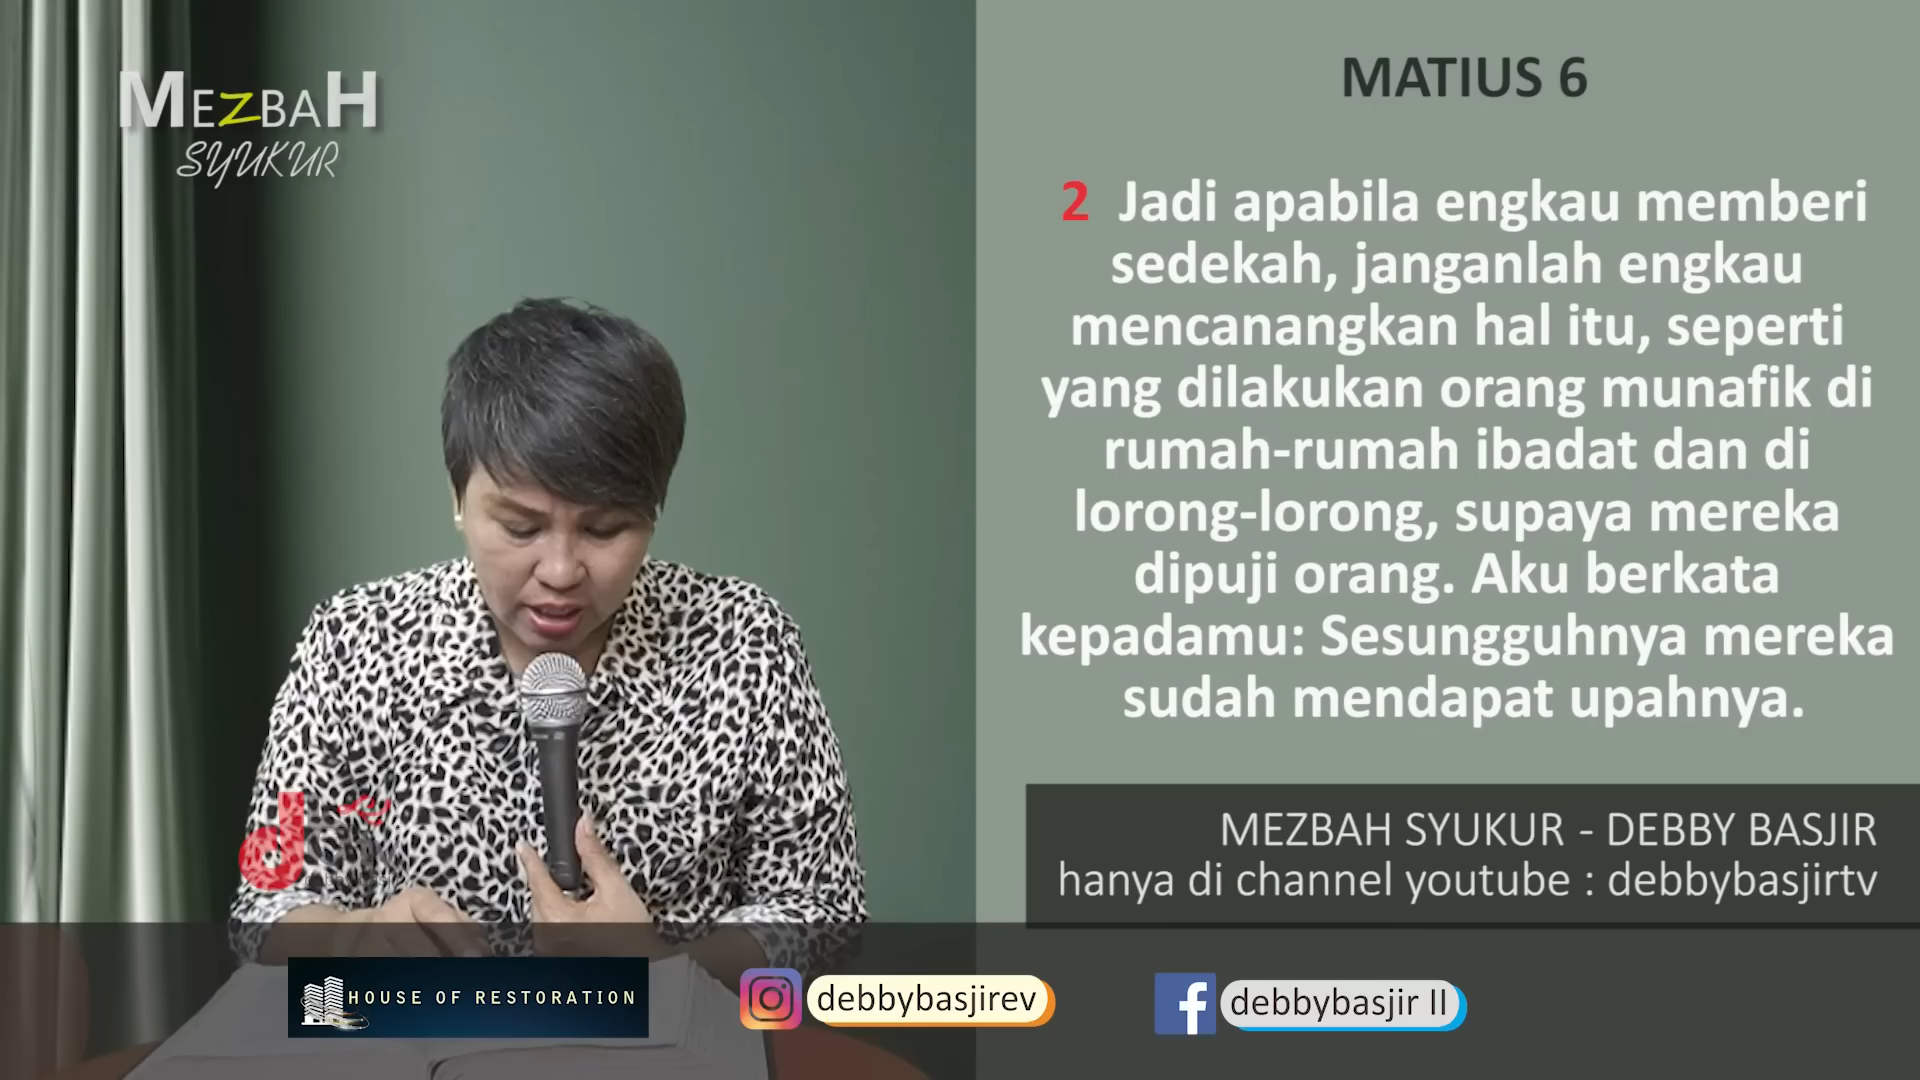 MEZBAH
SYUKUR
MATIUS 6
2 Jadi apabila engkau memberi
sedekah, janganlah engkau
mencanangkan hal itu, seperti
yang dilakukan orang munafik di
rumah-rumah ibadat dan di
lorong-lorong, supaya mereka
dipuji orang. Aku berkata
kepadamu: Sesungguhnya mereka
sudah mendapat upahnya.
MEZBAH SYUKUR - DEBBY BASJIR
hanya di channel youtube : debbybasjirtv
HOUSE OF RESTORATION
debbybasjirev
debbybasjir II